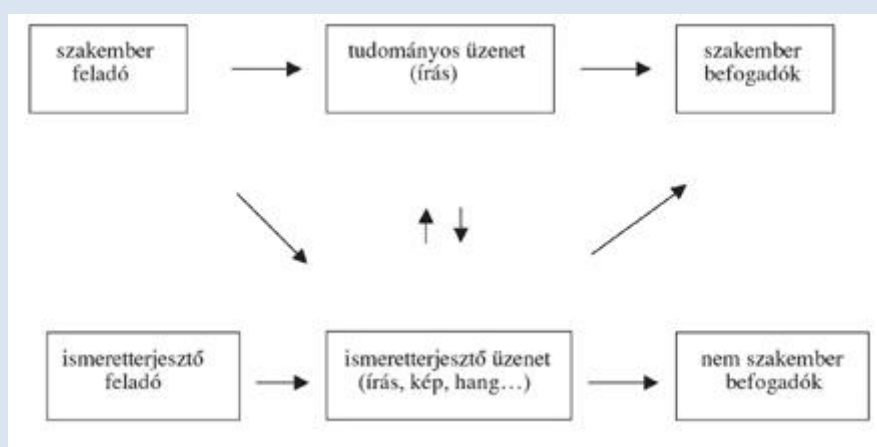 szakember
feladó
tudományos üzenet
(írás)
szakember
befogadók
ismeretterjesztő
feladó
ismeretterjesztő üzenet
(írás, kép, hang…)
nem szakember
befogadók